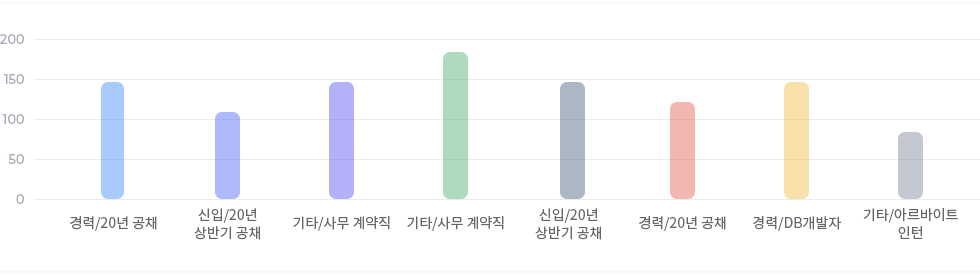 200
150
100
50
0
경력/20년 공채
신입/20년
상반기 공채
기타/사무 계약직
기타/사무 계약직
신입/20년
상반기 공채
경력/20년 공채
경력/DB개발자
기타/아르바이트
인턴